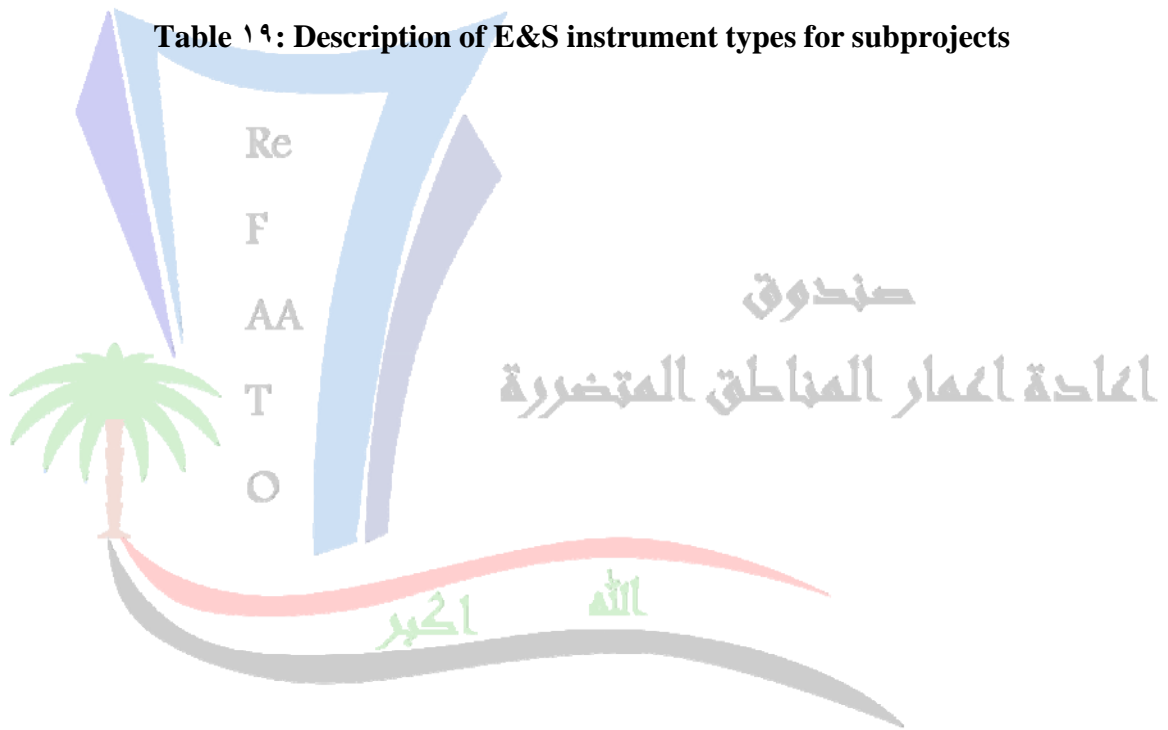 Table ١٩: Description of E&S instrument types for subprojects
Re
F
AA
T
O
صندوق
اعادة اعمار المناطق المتضررة
الله
اكبر